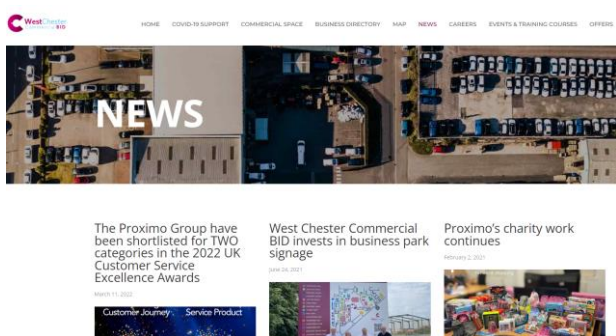 WestChester
BID
HOME COVID-19 SUPPORT COMMERCIAL SPACE BUSINESS DIRECTORY MAP NEWS CAREERS EVENTS & TRAINING COURSES OFFERS
NEWS
The Proximo Group have
been shortlisted for TWO
categories in the 2022 UK
Customer Service
Excellence Awards
March 11, 2022
West Chester Commercial
BID invests in business park
signage
June 24, 2021
Proximo's charity work
continues
February 2, 2021
Customer Journey Service Product